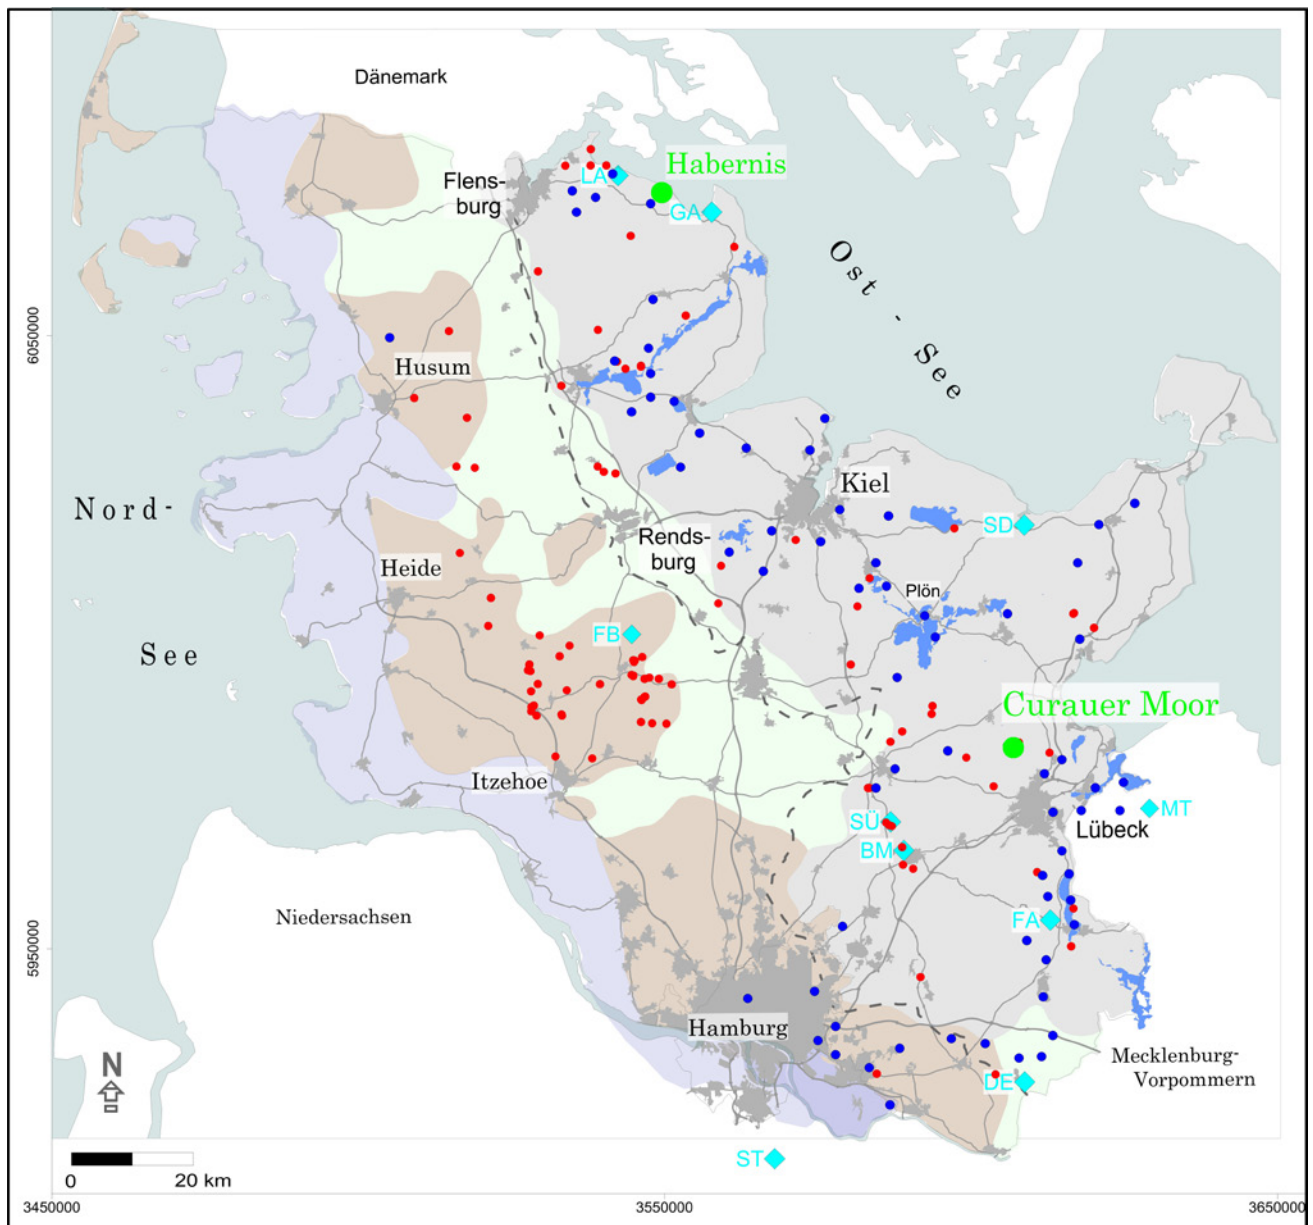 Dänemark
Habernis
LA
Flens-
burg
GA
Ost - See
6050000
Husum
Nord-
Kiel
SD
Rends-
burg
Heide
Plön
See
FB
Curauer Moor
Itzehoe
SÜ
MT
Lübeck
BM
Niedersachsen
FA
5950000
Hamburg
Mecklenburg-
Vorpommern
N
DE
ST
0 20 km
3450000 3550000 3650000